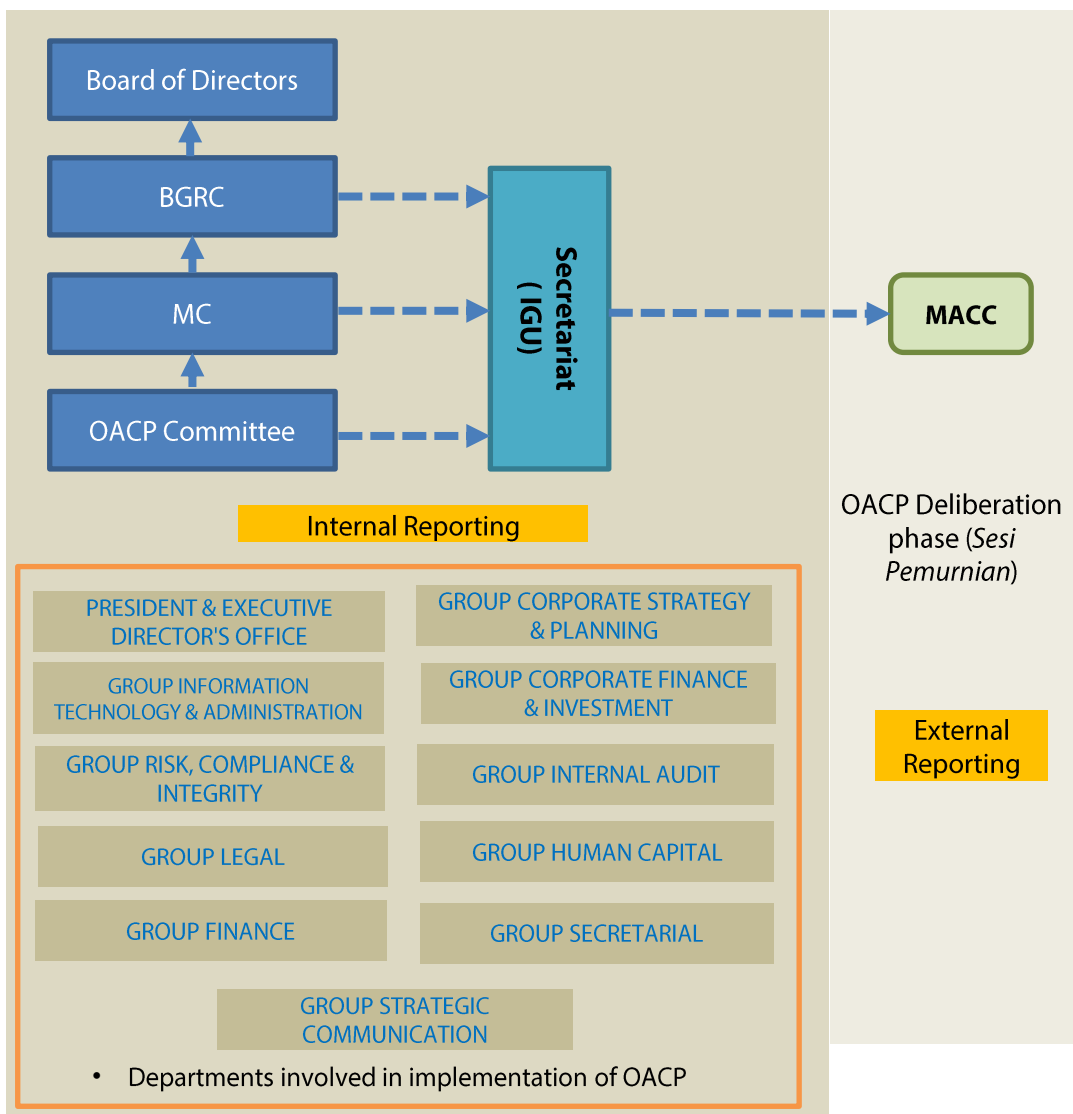 Board of Directors
BGRC
MC
OACP Committee
Secretariat
( IGU)
MACC
Internal Reporting
OACP Deliberation
phase (Sesi
Pemurnian)
External
Reporting
PRESIDENT & EXECUTIVE
DIRECTOR'S OFFICE
GROUP CORPORATE STRATEGY
& PLANNING
GROUP INFORMATION
TECHNOLOGY & ADMINISTRATION
GROUP CORPORATE FINANCE
& INVESTMENT
GROUP RISK, COMPLIANCE &
INTEGRITY
GROUP INTERNAL AUDIT
GROUP LEGAL
GROUP HUMAN CAPITAL
GROUP FINANCE
GROUP SECRETARIAL
GROUP STRATEGIC
COMMUNICATION
• Departments involved in implementation of OACP